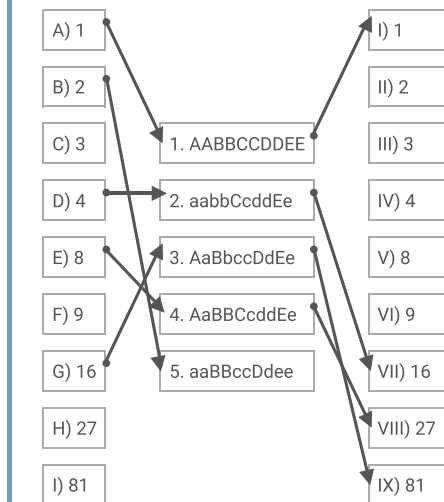 A) 1
B) 2
C) 3
D) 4
E) 8
F) 9
G) 16
H) 27
I) 81
1. AABBCCDDEE
2. aabbCcddEe
3. AaBbccDdEe
4. AaBBCcddEe
5. aaBBccDdee
I) 1
II) 2
III) 3
IV) 4
V) 8
VI) 9
VII) 16
VIII) 27
IX) 81